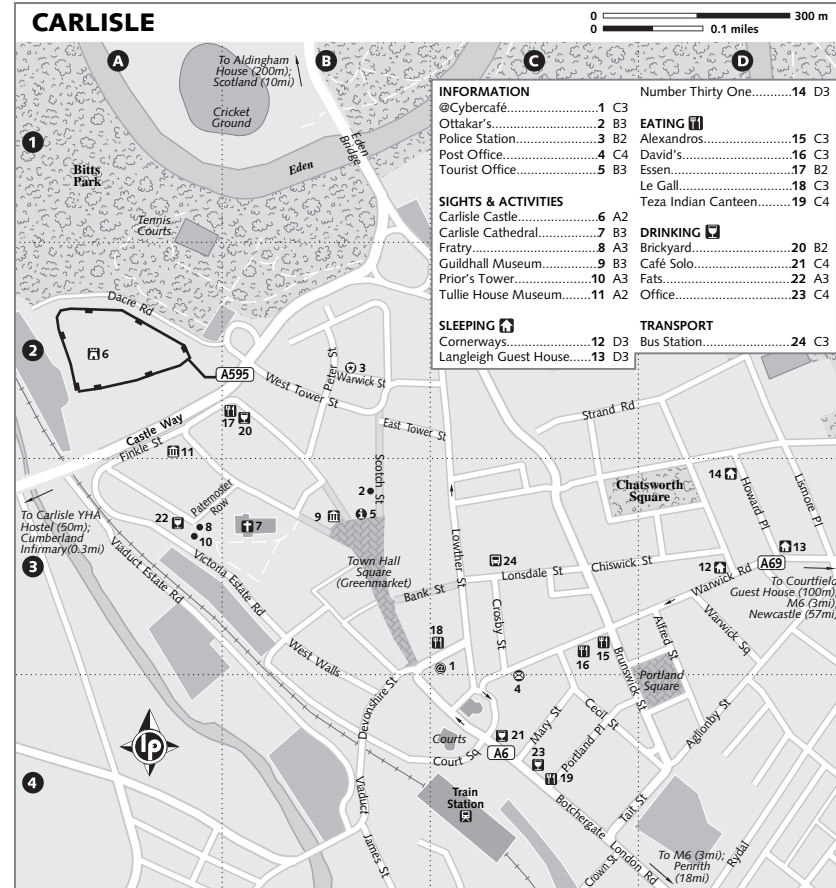 CARLISLE
0 300 m
0 0.1 miles
A
B
C
D
To Aldingham
House (200m);
Scotland (10mi)
Cricket
Ground
Eden
Bridge
Eden
1
Bitts
Park
Tennis
Courts
INFORMATION
@Cybercafé 1 C3
Ottakar's 2 B3
Police Station 3 B2
Post Office 4 C4
Tourist Office 5 B3
SIGHTS & ACTIVITIES
Carlisle Castle 6 A2
Carlisle Cathedral 7 B3
Fratry 8 A3
Guildhall Museum 9 B3
Prior's Tower 10 A3
Tullie House Museum 11 A2
SLEEPING
Cornerways 12 D3
Langleigh Guest House 13 D3
Number Thirty One 14 D3
EATING
Alexandros 15 C3
David's 16 C3
Essen 17 B2
Le Gall 18 C3
Teza Indian Canteen 19 C4
DRINKING
Brickyard 20 B2
Café Solo 21 C4
Fats 22 A3
Office 23 C4
TRANSPORT
Bus Station 24 C3
Dacre Rd
2
6
A595
Peter St
3
Warwick St
West Tower St
Strand Rd
Castle Way
17
20
East Tower St
Finkle St
11
Scotch St
2
Chatsworth
Square
14
Howard Pl
Lismore Pl
Paternoster
Row
To Carlisle YHA
Hostel (50m);
Cumberland
Infirmary(0.3mi)
22
8
10
7
9
5
3
Viaduct Estate Rd
Victoria Estate Rd
Town Hall
Square
(Greenmarket)
Lowther St
24
Lonsdale St
Chiswick St
Bank St
13
12
A69
Warwick Rd
To Courtfield
Guest House (100m);
M6 (3mi);
Newcastle (57mi)
Crosby St
Alfred St
Warwick Sq
18
1
West Walls
16
15
4
Brunswick St
Portland
Square
Devonshire St
Cecil St
Mary St
Portland Pl
Aglionby St
Courts
Court Sq
21
A6
23
19
lp
4
Viaduct
James St
Train
Station
Botchergate
Tait St
London Rd
Crown St
To M6 (3mi);
Penrith
(18mi)
Rydal